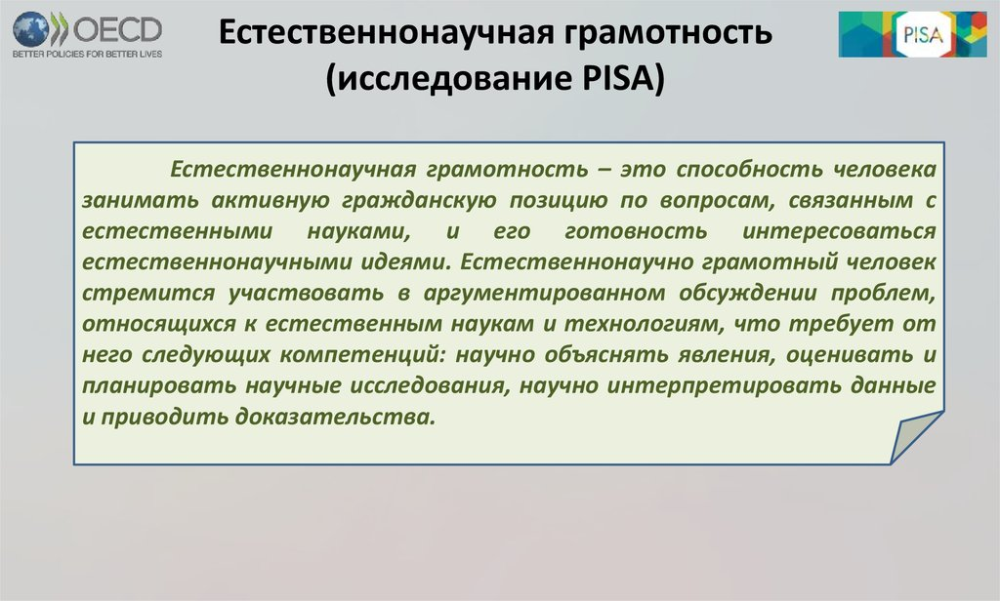 OECD
BETTER POLICIES FOR BETTER LIVES
Естественнонаучная грамотность
(исследование PISA)
PISA
Естественнонаучная грамотность – это способность человека
занимать активную гражданскую позицию по вопросам, связанным с
естественными науками, и его готовность интересоваться
естественнонаучными идеями. Естественнонаучно грамотный человек
стремится участвовать в аргументированном обсуждении проблем,
относящихся к естественным наукам и технологиям, что требует от
него следующих компетенций: научно объяснять явления, оценивать и
планировать научные исследования, научно интерпретировать данные
и приводить доказательства.